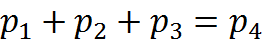 p₁ + p₂ + p₃ = p₄